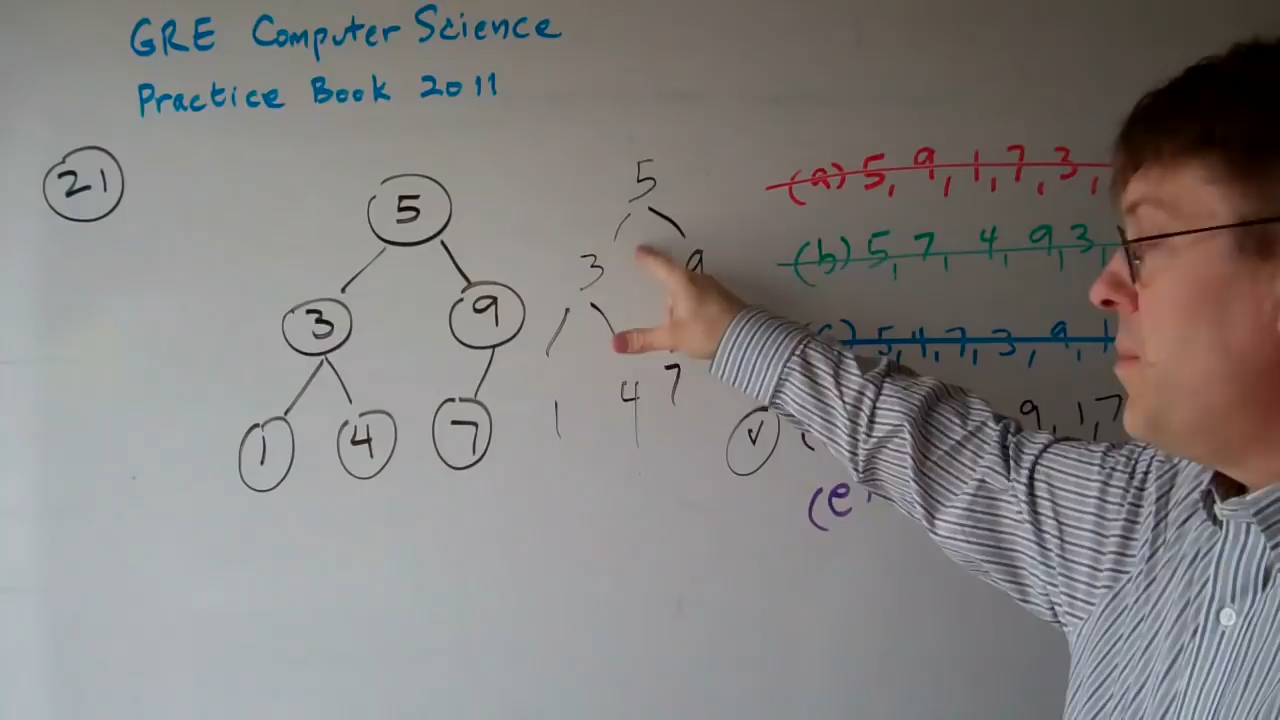 GRE Computer Science
Practice Book 2011
21
5
3 9
1 4 7
5
3 9
1 4 7
(a) 5, 9, 1, 7, 3,
(b) 5, 7, 4, 9, 3,
5, 4, 7, 3, 9, 1
9, 1, 7
(e